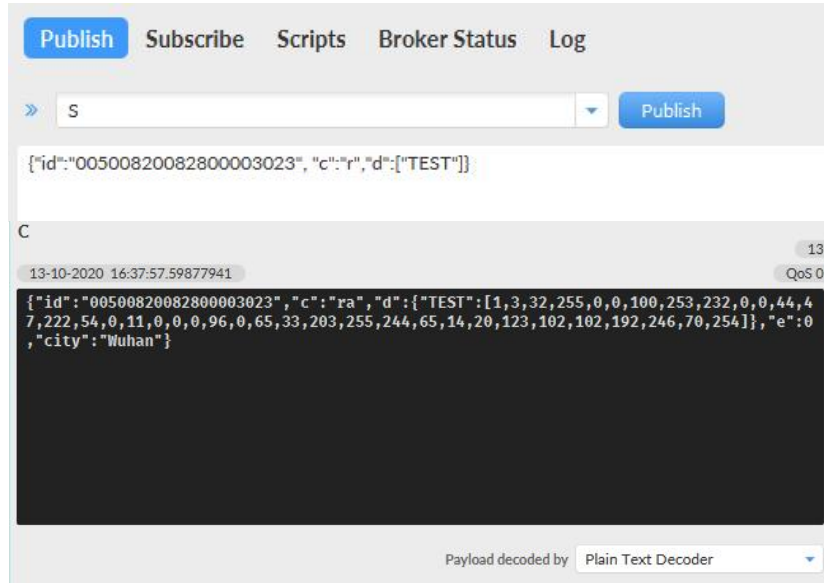 Publish Subscribe Scripts Broker Status Log
» S Publish
{"id":"00500820082800003023", "c":"r","d":["TEST"]}
C
13
13-10-2020 16:37:57.59877941 QoS 0
{"id":"00500820082800003023","c":"ra","d":{"TEST":[1,3,32,255,0,0,100,253,232,0,0,44,4
7,222,54,0,11,0,0,0,96,0,65,33,203,255,244,65,14,20,123,102,102,192,246,70,254]},"e":0
,"city":"Wuhan"}
Payload decoded by Plain Text Decoder